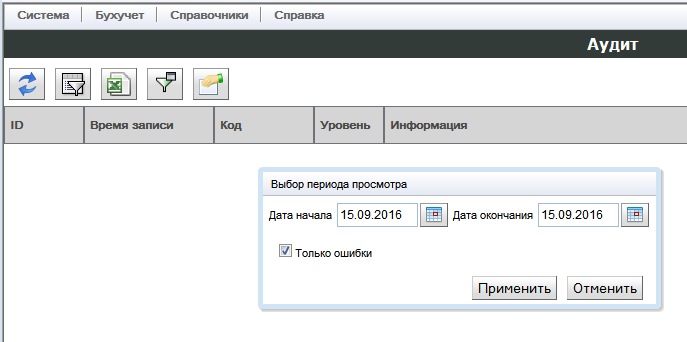 Система Бухучет Справочники Справка
Аудит
ID Время записи Код Уровень Информация
Выбор периода просмотра
Дата начала 15.09.2016 Дата окончания 15.09.2016
Только ошибки
Применить Отменить